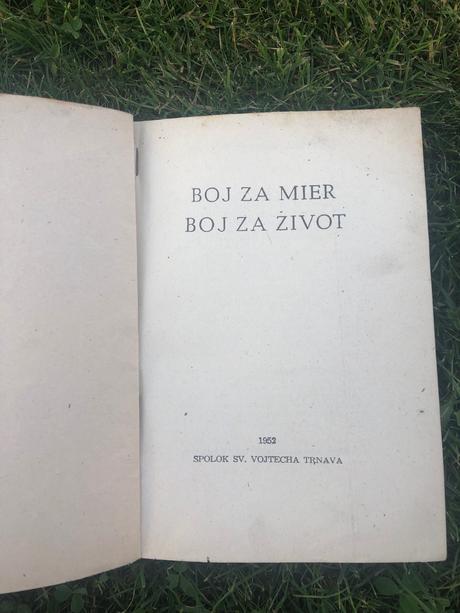 BOJ ZA MIER
BOJ ZA ŽIVOT
1952
SPOLOK SV. VOJTECHA TRNAVA